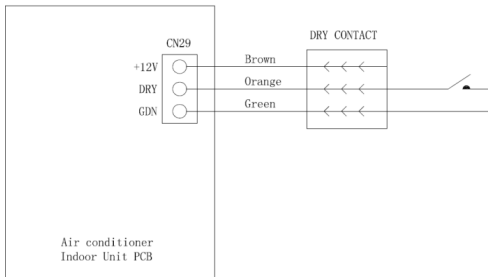 CN29
DRY CONTACT
+12V
Brown
DRY
Orange
GDN
Green
Air conditioner
Indoor Unit PCB